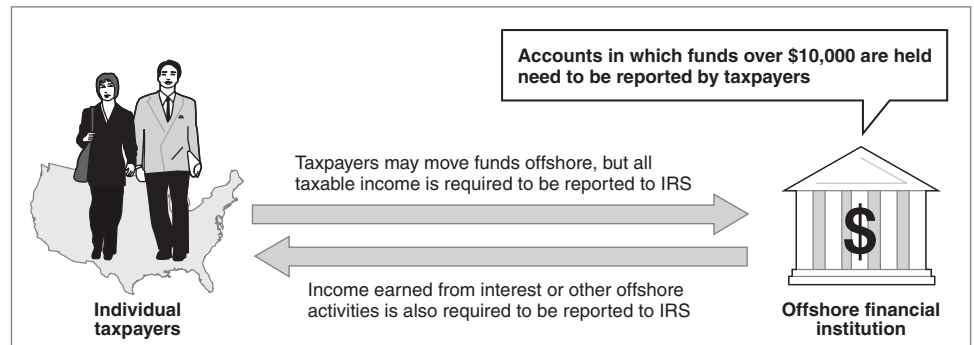 Accounts in which funds over $10,000 are held
need to be reported by taxpayers
Taxpayers may move funds offshore, but all
taxable income is required to be reported to IRS
$
Income earned from interest or other offshore
activities is also required to be reported to IRS
Individual
taxpayers
Offshore financial
institution